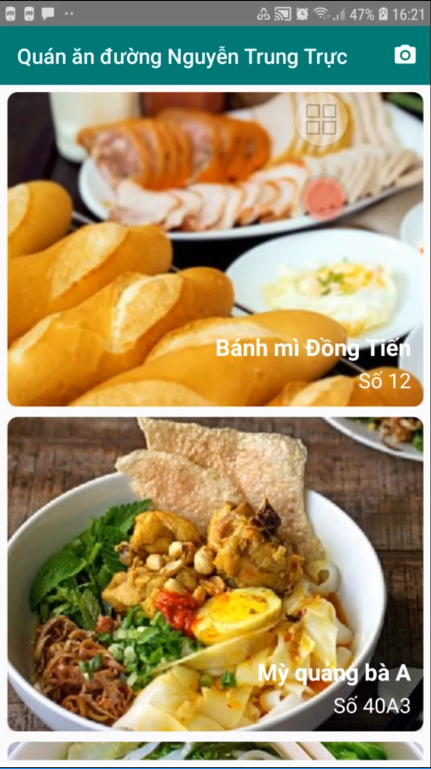 47% 16:21
Quán ăn đường Nguyễn Trung Trực
Bánh mì Đồng Tiến
Số 12
Mỳ quảng bà A
Số 40A3